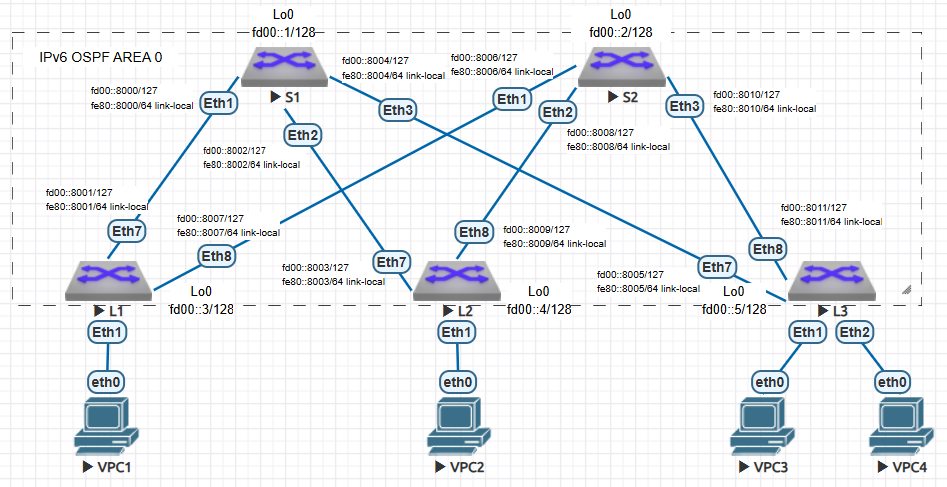 Lo0
fd00::1/128
Lo0
fd00::2/128
IPv6 OSPF AREA 0
fd00::8004/127
fe80::8004/64 link-local
fd00::8006/127
fe80::8006/64 link-local
fd00::8000/127
fe80::8000/64 link-local
S1
S2
Eth1
Eth3
Eth1
Eth2
Eth3
fd00::8010/127
fe80::8010/64 link-local
Eth2
fd00::8008/127
fe80::8008/64 link-local
fd00::8002/127
fe80::8002/64 link-local
fd00::8001/127
fe80::8001/64 link-local
fd00::8007/127
fe80::8007/64 link-local
fd00::8011/127
fe80::8011/64 link-local
Eth7
Eth8
fd00::8009/127
fe80::8009/64 link-local
Eth8
Eth8
fd00::8003/127
fe80::8003/64 link-local
Eth7
fd00::8005/127
fe80::8005/64 link-local
Eth7
Lo0
fd00::3/128
Lo0
fd00::4/128
Lo0
fd00::5/128
L1
L2
L3
Eth1
Eth1
Eth1
Eth2
eth0
eth0
eth0
eth0
VPC1
VPC2
VPC3
VPC4